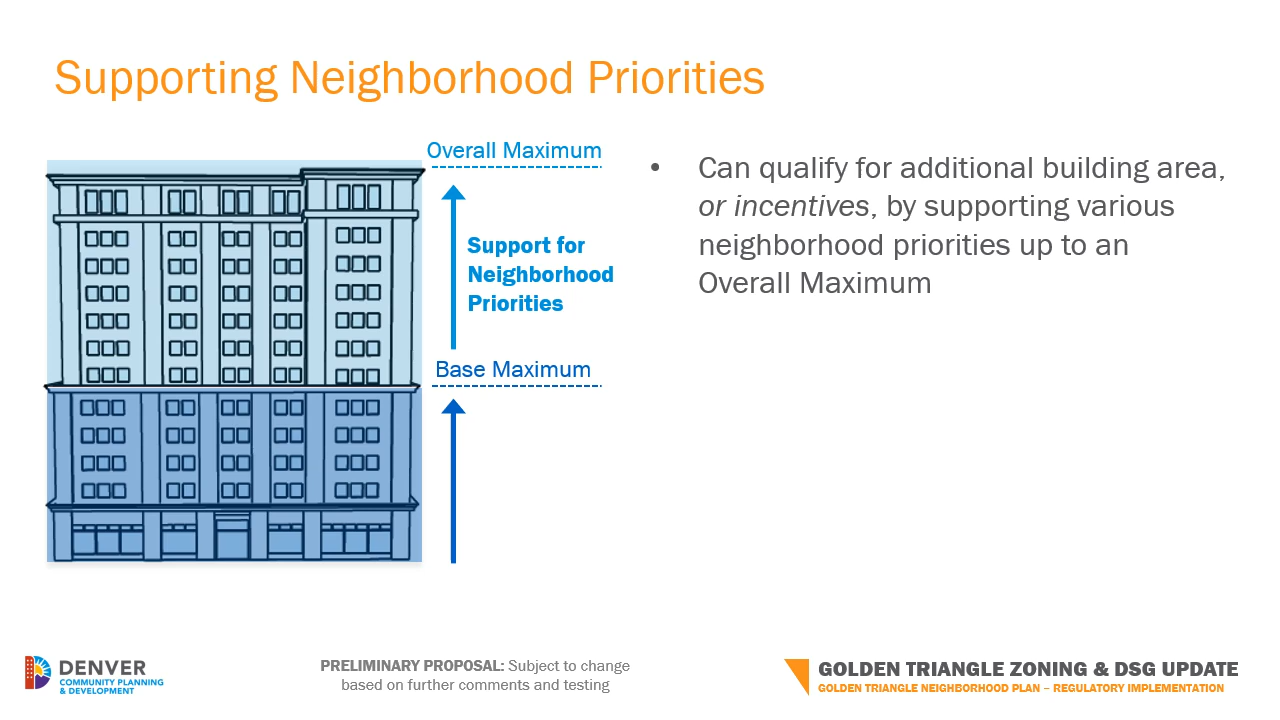 Supporting Neighborhood Priorities
Overall Maximum
Support for
Neighborhood
Priorities
Base Maximum
• Can qualify for additional building area,
or incentives, by supporting various
neighborhood priorities up to an
Overall Maximum
DENVER
COMMUNITY PLANNING
& DEVELOPMENT
PRELIMINARY PROPOSAL: Subject to change
based on further comments and testing
GOLDEN TRIANGLE ZONING & DSG UPDATE
GOLDEN TRIANGLE NEIGHBORHOOD PLAN – REGULATORY IMPLEMENTATION